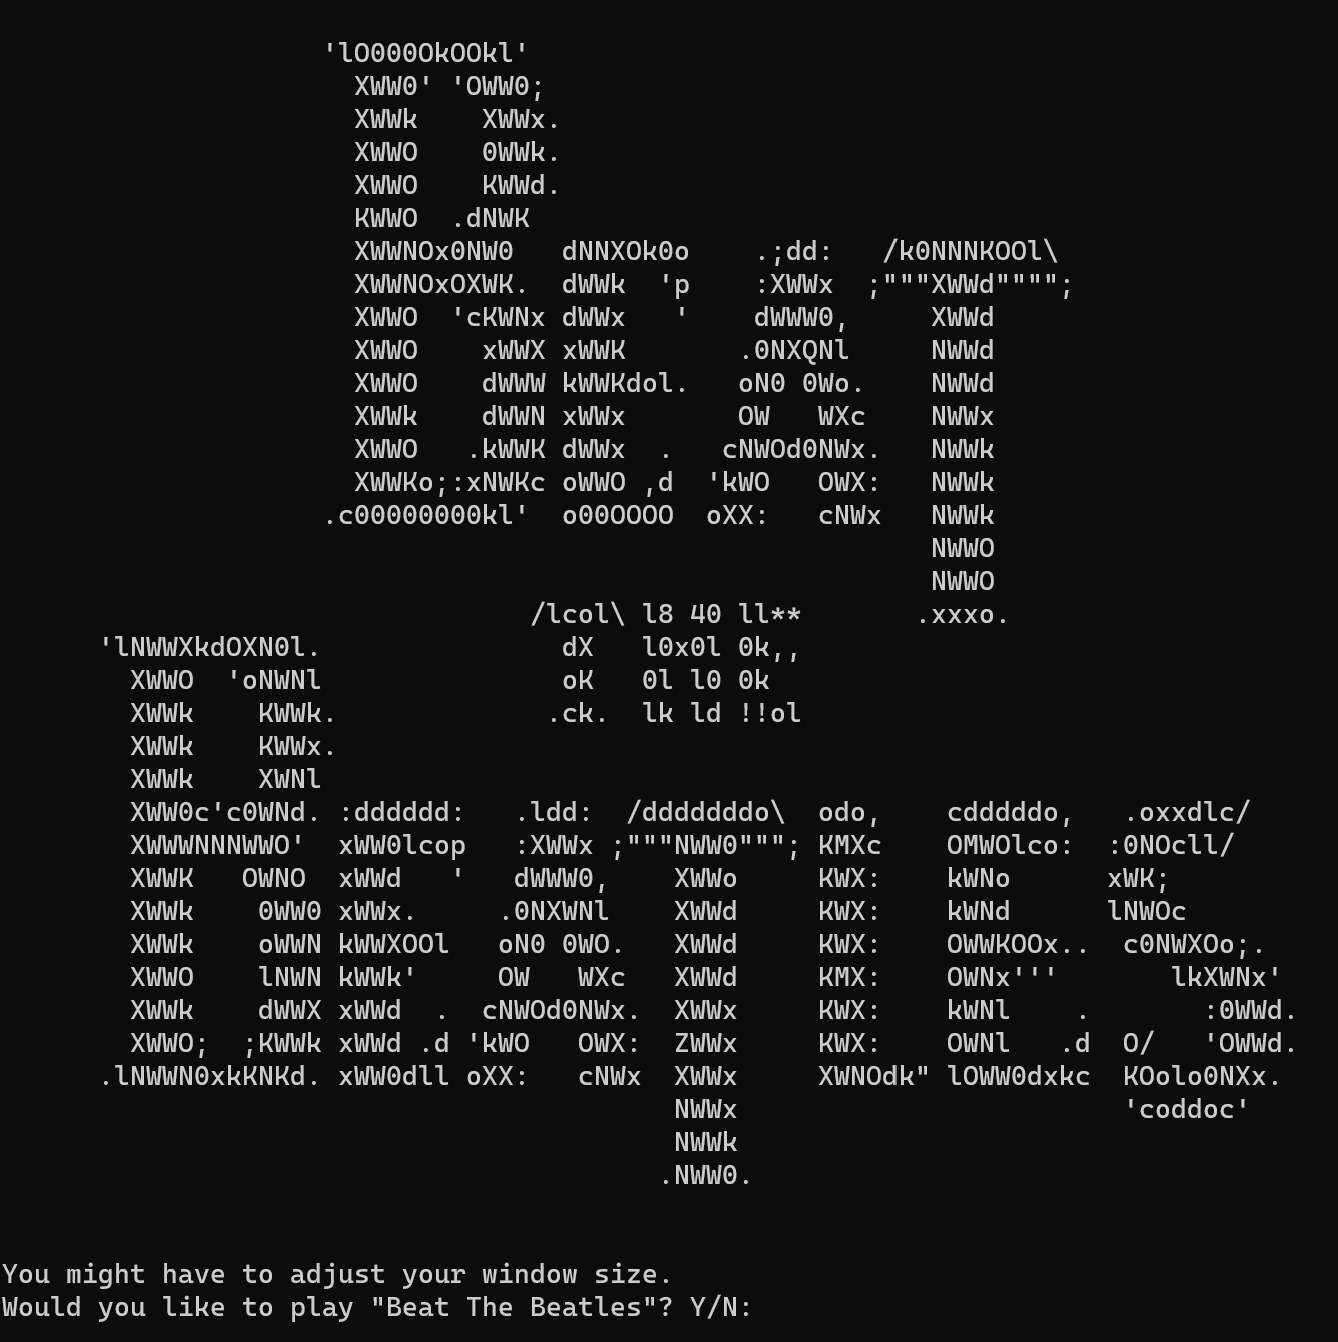 'lO000OkOOkl'
                      XWW0' 'OWW0;
                      XWWk    XWWx.
                      XWWO    0WWk.
                      XWWO    KWWd.
                      KWWO  .dNWK
                      XWWNOx0NW0   dNNXOk0o    .;dd:   /k0NNNKOOl\
                      XWWNOxOXWK.  dWWk  'p    :XWWx  ;"""XWWd"""";
                      XWWO  'cKWNx dWWx   '    dWWW0,     XWWd
                      XWWO    xWWX xWWK       .0NXQNl     NWWd
                      XWWO    dWWW kWWKdol.   oN0 0Wo.    NWWd
                      XWWk    dWWN xWWx       OW   WXc    NWWx
                      XWWO   .kWWK dWWx  .   cNWOd0NWx.   NWWk
                      XWWKo;:xNWKc oWWO ,d  'kWO   OWX:   NWWk
                    .c00000000kl'  o00OOOO  oXX:   cNWx   NWWk
                                                          NWWO
                                                          NWWO
                                 /lcol\ l8 40 ll**       .xxxo.
      'lNWWXkdOXN0l.               dX   l0x0l 0k,,
        XWWO  'oNWNl               oK   0l l0 0k
        XWWk    KWWk.             .ck.  lk ld !!ol
        XWWk    KWWx.
        XWWk    XWNl
        XWW0c'c0WNd. :dddddd:   .ldd:  /dddddddo\  odo,    cdddddo,   .oxxdlc/
        XWWWNNNWWO'  xWW0lcop   :XWWx ;"""NWW0"""; KMXc    OMWOlco:  :0NOcll/
        XWWK   OWNO  xWWd   '   dWWW0,    XWWo     KWX:    kWNo      xWK;
        XWWk    0WW0 xWWx.     .0NXWNl    XWWd     KWX:    kWNd      lNWOc
        XWWk    oWWN kWWXOOl   oN0 0WO.   XWWd     KWX:    OWWKOOx..  c0NWXOo;.
        XWWO    lNWN kWWk'     OW   WXc   XWWd     KMX:    OWNx'''       lkXWNx'
        XWWk    dWWX xWWd  .  cNWOd0NWx.  XWWx     KWX:    kWNl    .       :0WWd.
        XWWO;  ;KWWk xWWd .d 'kWO   OWX:  ZWWx     KWX:    OWNl   .d  O/   'OWWd.
      .lNWWN0xkKNKd. xWW0dll oXX:   cNWx  XWWx     XWNOdk" lOWW0dxkc  KOolo0NXx.
                                          NWWx                        'coddoc'
                                          NWWk
                                         .NWW0.
You might have to adjust your window size.
Would you like to play "Beat The Beatles"? Y/N: